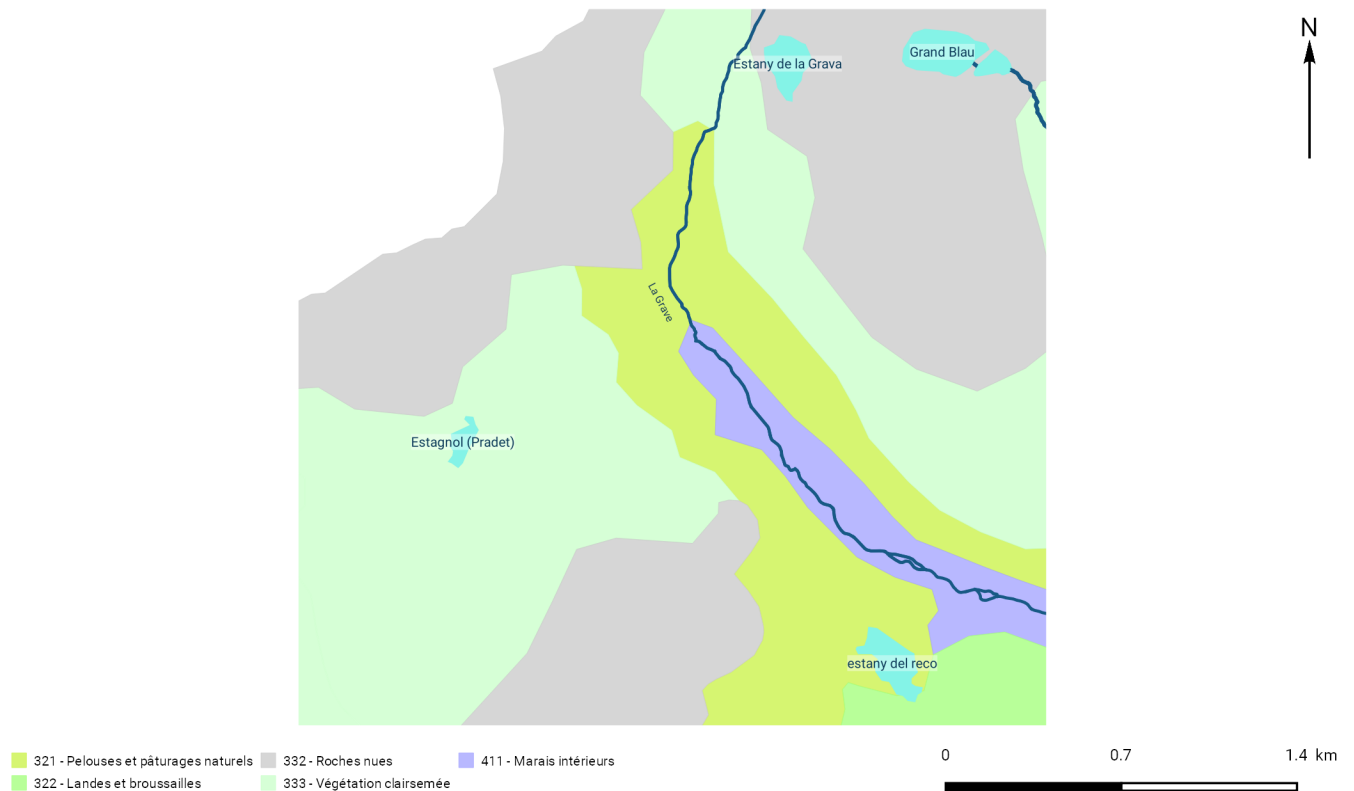 N
Grand Blau
Estany de la Grava
La Grave
Estagnol (Pradet)
estany del reco
321 - Pelouses et pâturages naturels
322 - Landes et broussailles
332 - Roches nues
333 - Végétation clairsemée
411 - Marais intérieurs
0 0.7 1.4 km